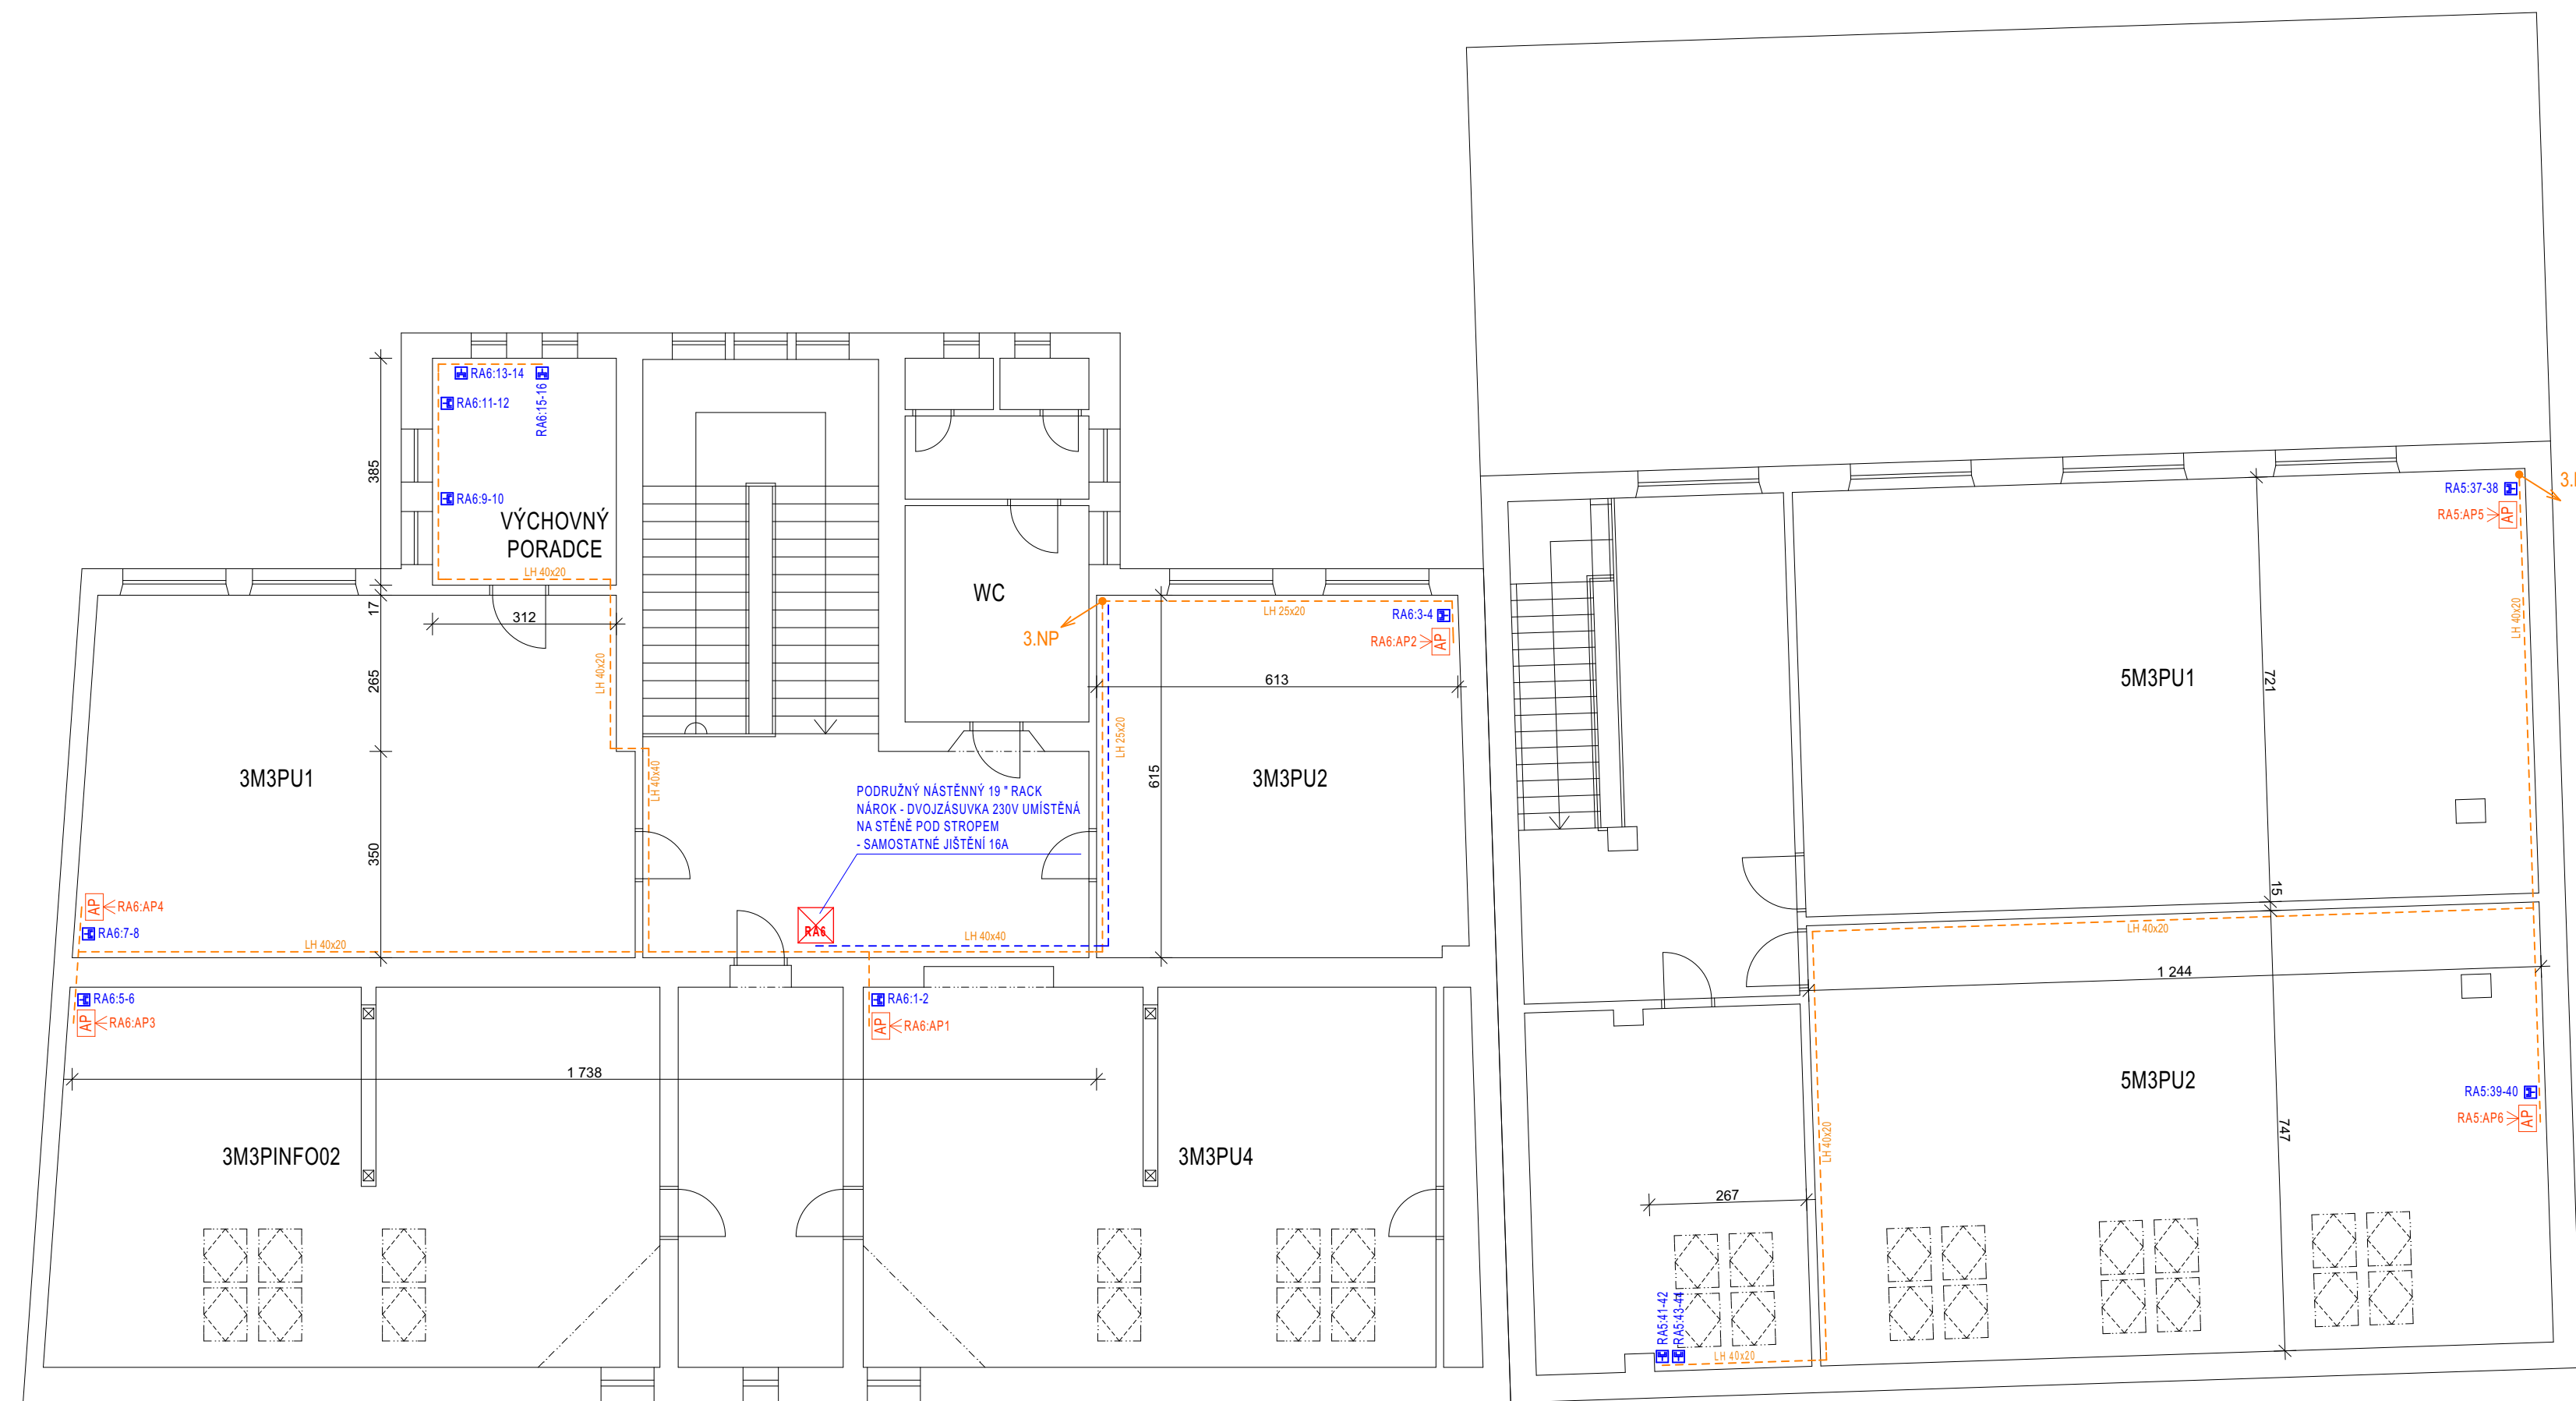 RA6:13-14
RA6:11-12
RA6:15-16
RA6:9-10
VÝCHOVNÝ
PORADCE
LH 40x20
385
17
312
265
350
LH 40x20
LH 40x40
3M3PU1
RA6:AP4
AP
RA6:7-8
LH 40x20
RA6:5-6
RA6:AP3
AP
1 738
3M3PINFO02
WC
3.NP
PODRUŽNÝ NÁSTĚNNÝ 19 " RACK
NÁROK - DVOJZÁSUVKA 230V UMÍSTĚNÁ
NA STĚNĚ POD STROPEM
- SAMOSTATNÉ JIŠTĚNÍ 16A
RA6
LH 40x40
LH 25x20
LH 25x20
RA6:3-4
RA6:AP2
AP
613
615
3M3PU2
RA6:1-2
RA6:AP1
AP
3M3PU4
RA5:37-38
RA5:AP5
AP
LH 40x20
5M3PU1
721
15
LH 40x20
1 244
5M3PU2
RA5:39-40
RA5:AP6
AP
747
LH 40x20
267
RA5:41-42
RA5:43-44
LH 40x20